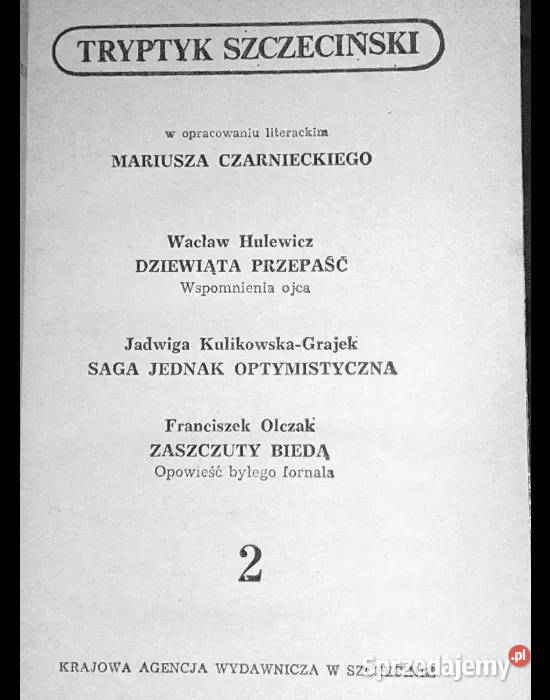 TRYPTYK SZCZECIŃSKI
w opracowaniu literackim
MARIUSZA CZARNIECKIEGO
Wacław Hulewicz
DZIEWIĄTA PRZEPAŚĆ
Wspomnienia ojca
Jadwiga Kulikowska-Grajek
SAGA JEDNAK OPTYMISTYCZNA
Franciszek Olczak
ZASZCZUTY BIEDĄ
Opowieść byłego fornala
2
KRAJOWA AGENCJA WYDAWNICZA W SZCZECINIE
Sprzedajemy.pl